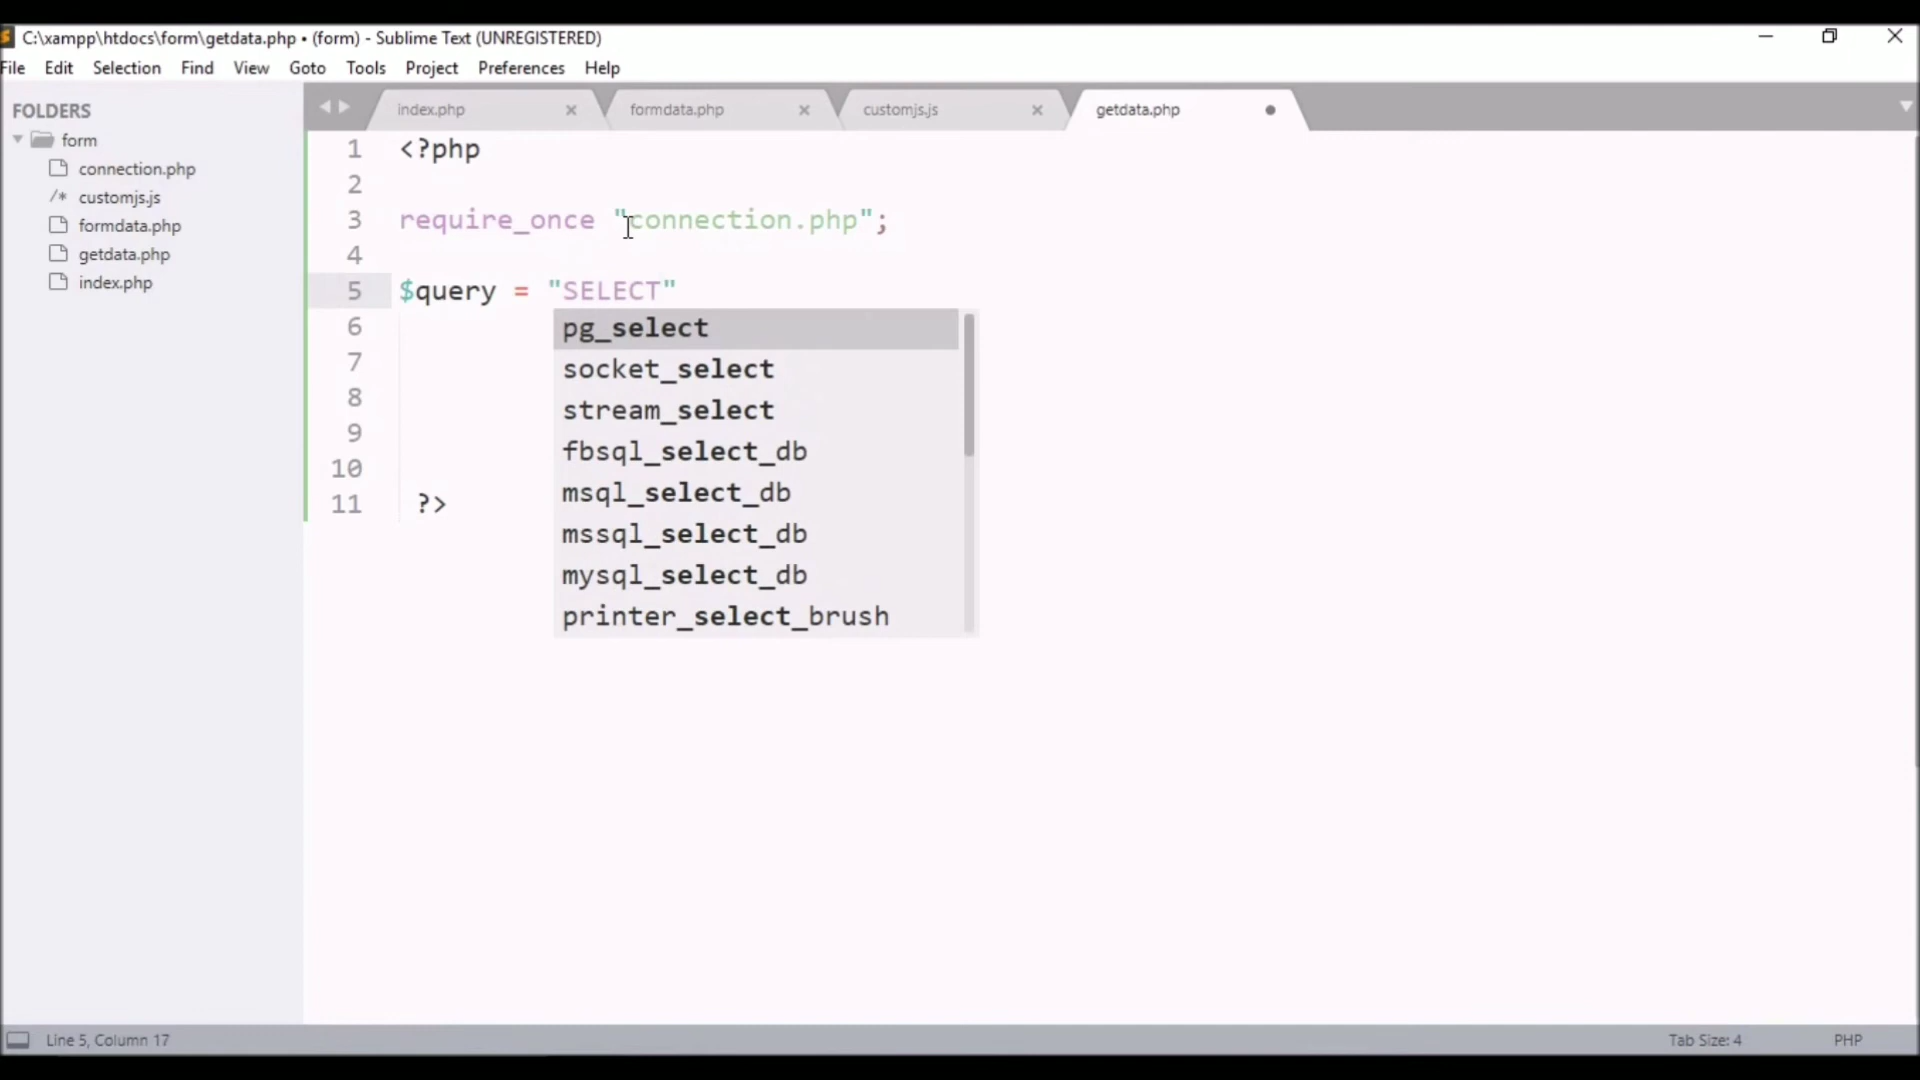 C:\xampp\htdocs\form\getdata.php • (form) - Sublime Text (UNREGISTERED)
File Edit Selection Find View Goto Tools Project Preferences Help
FOLDERS
form
connection.php
/* customjs.js
formdata.php
getdata.php
index.php
index.php formdata.php customjs.js getdata.php
1 <?php
2
3 require_once "connection.php";
4
5 $query = "SELECT"
6
7
8
9
10
11 ?>
pg_select
socket_select
stream_select
fbsql_select_db
msql_select_db
mssql_select_db
mysql_select_db
printer_select_brush
Line 5, Column 17 Tab Size: 4 PHP